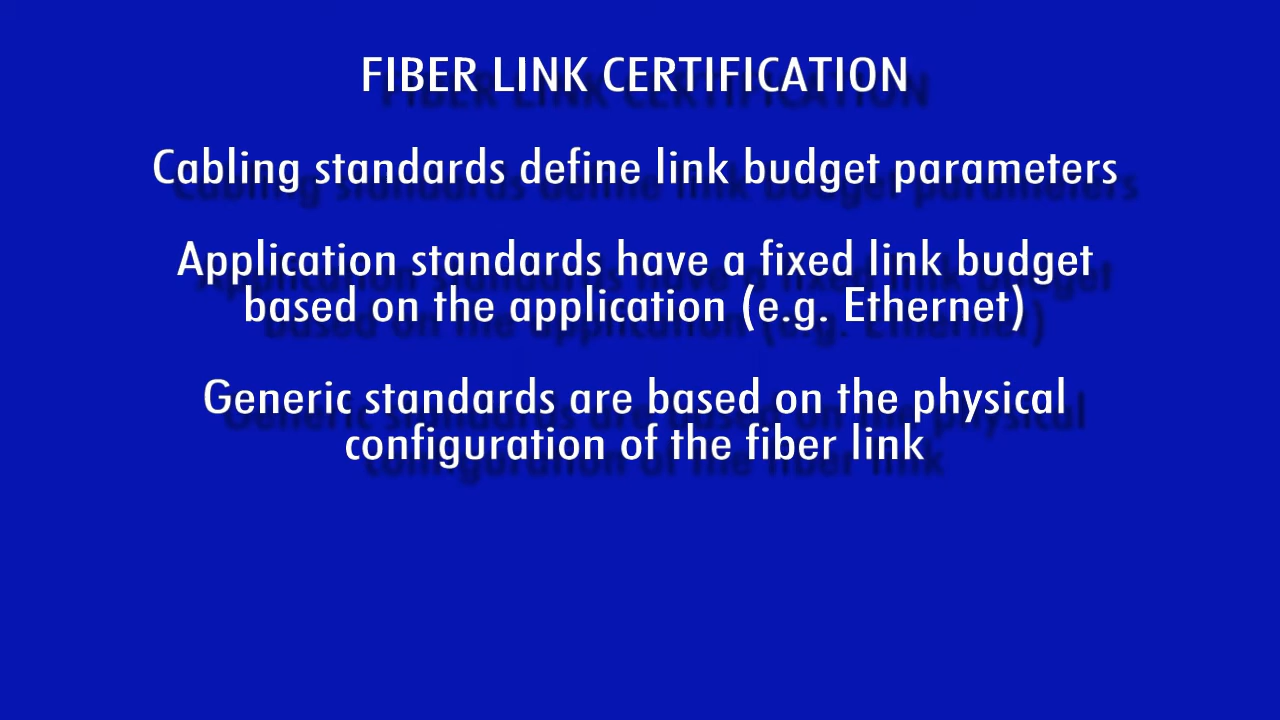 FIBER LINK CERTIFICATION
Cabling standards define link budget parameters
Application standards have a fixed link budget
based on the application (e.g. Ethernet)
Generic standards are based on the physical
configuration of the fiber link